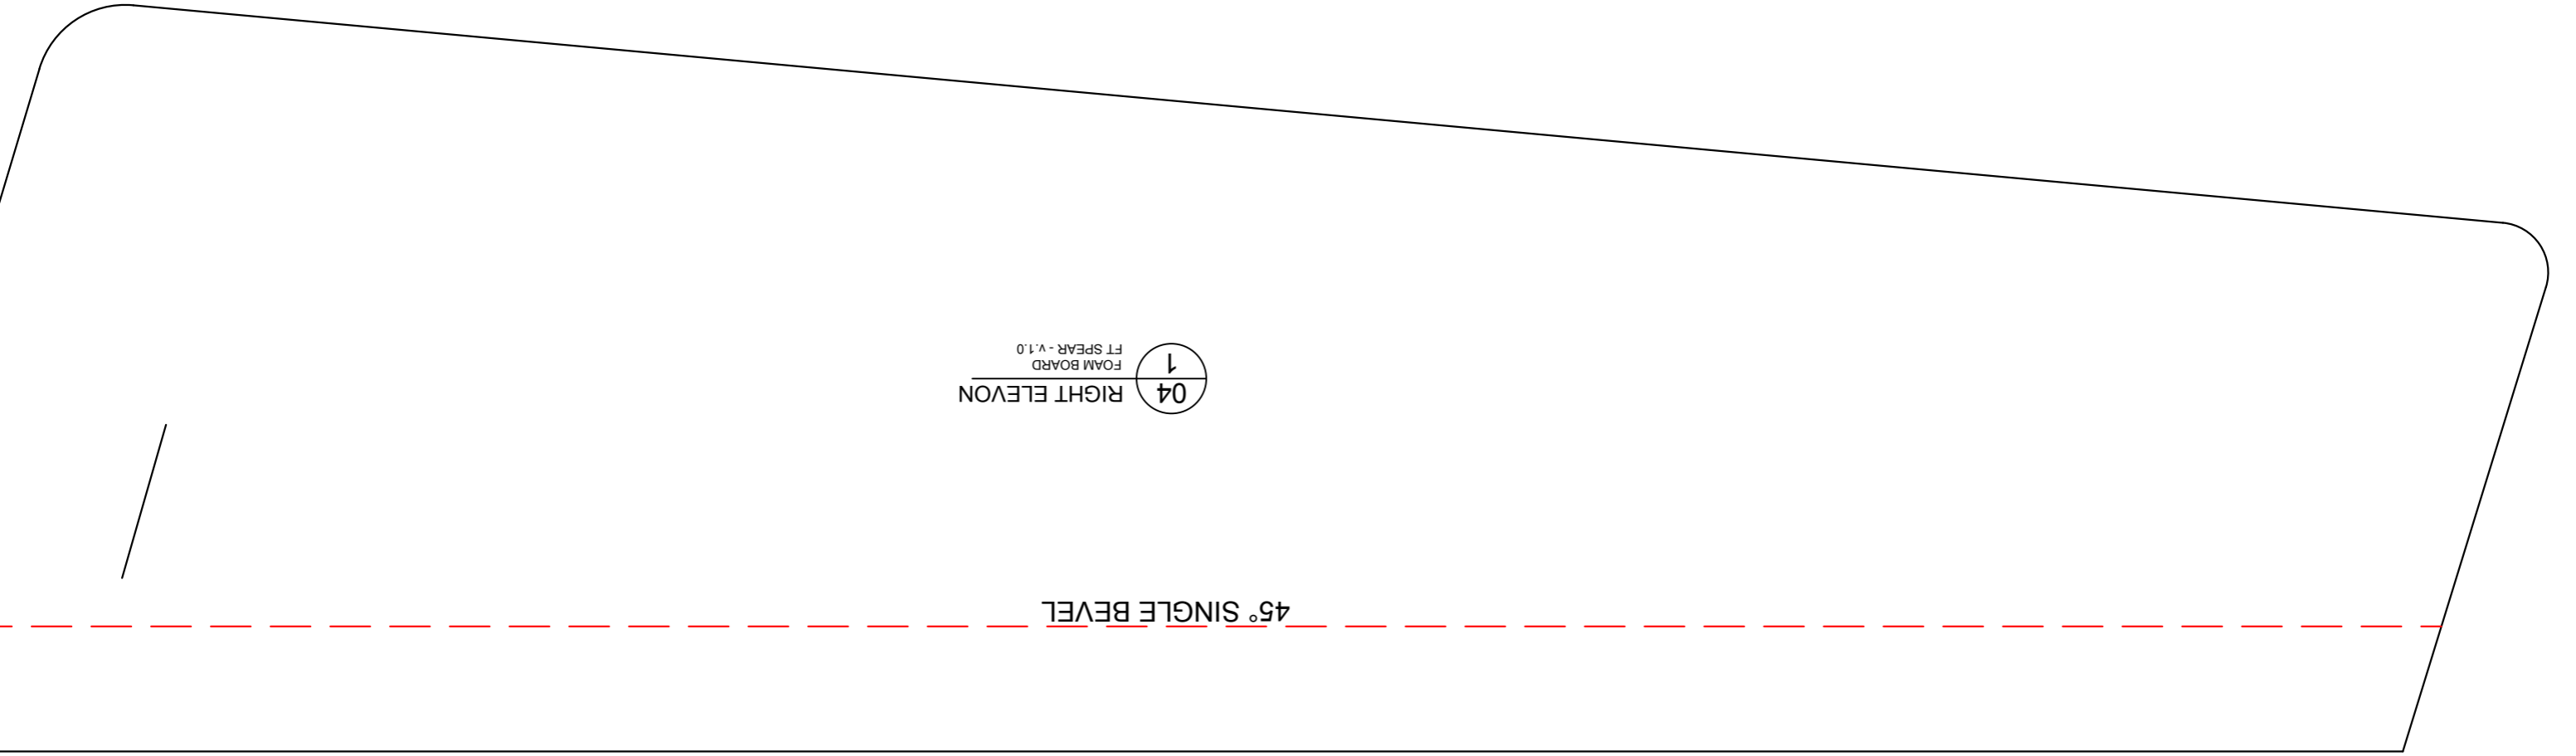 45° SINGLE BEVEL
04
RIGHT ELEVON
1
FOAM BOARD
FT SPEAR - v.1.0